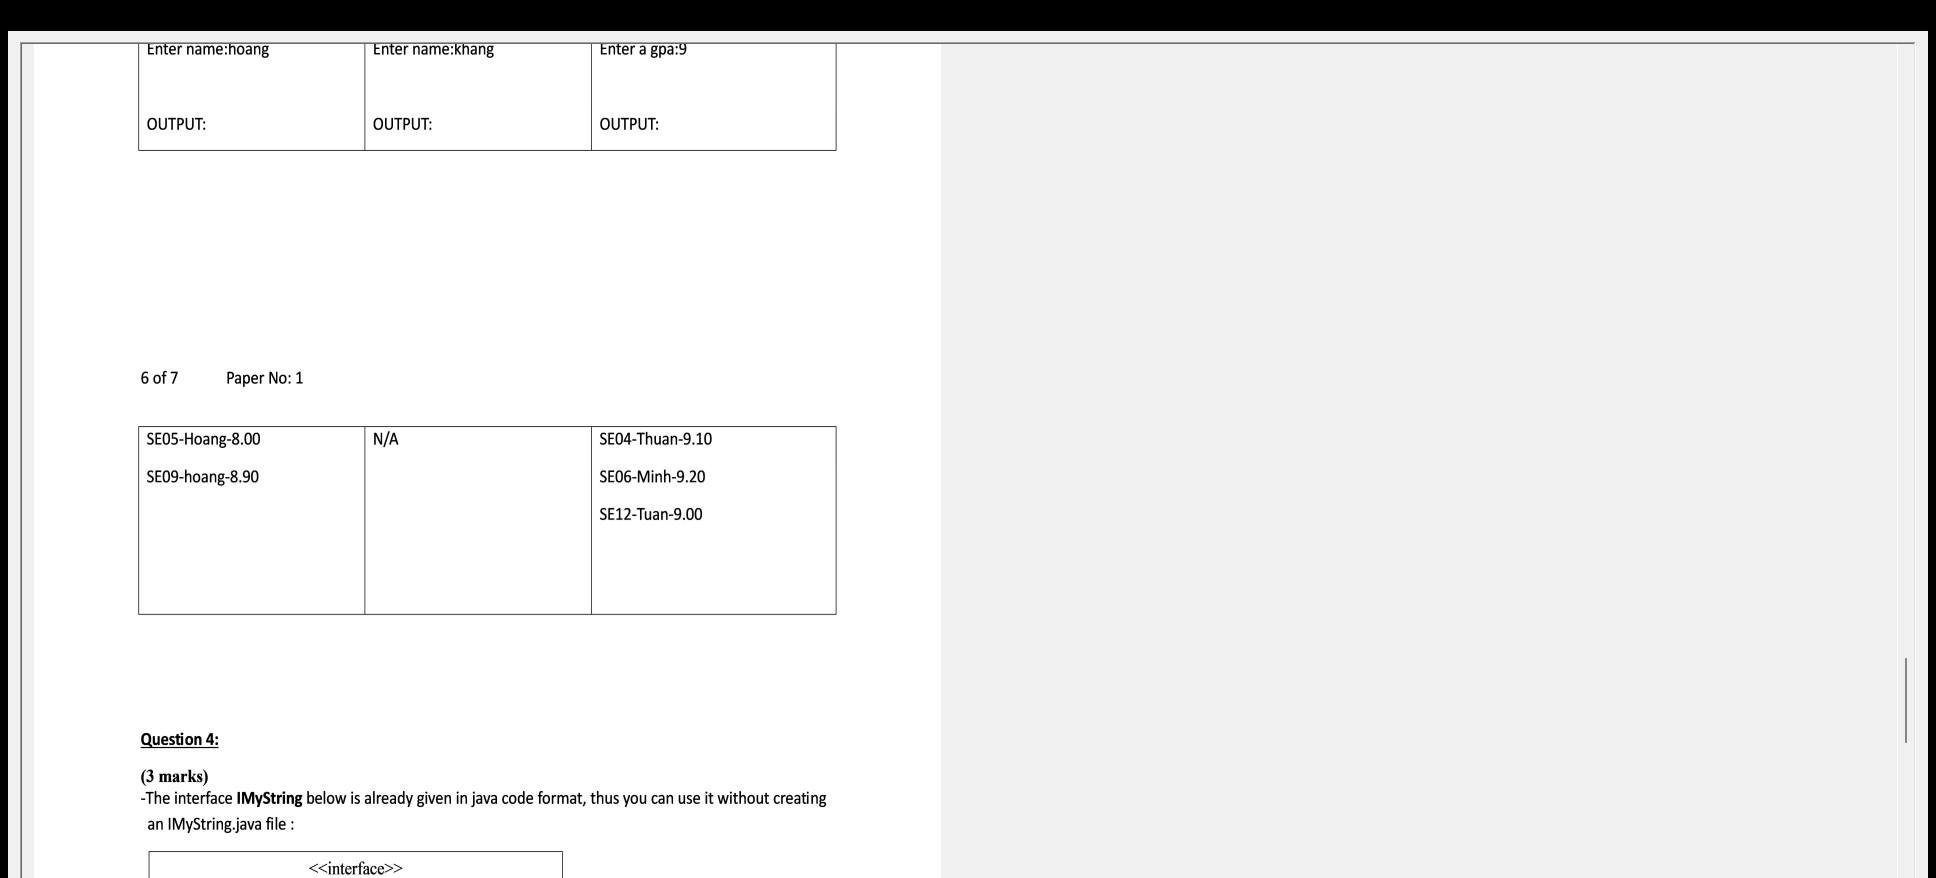 Enter name:hoang Enter name:khang Enter a gpa:9
OUTPUT: OUTPUT: OUTPUT:
6 of 7 Paper No: 1
SE05-Hoang-8.00 N/A SE04-Thuan-9.10
SE09-hoang-8.90 SE06-Minh-9.20
SE12-Tuan-9.00
Question 4:
(3 marks)
-The interface IMyString below is already given in java code format, thus you can use it without creating
an IMyString.java file :
<<interface>>